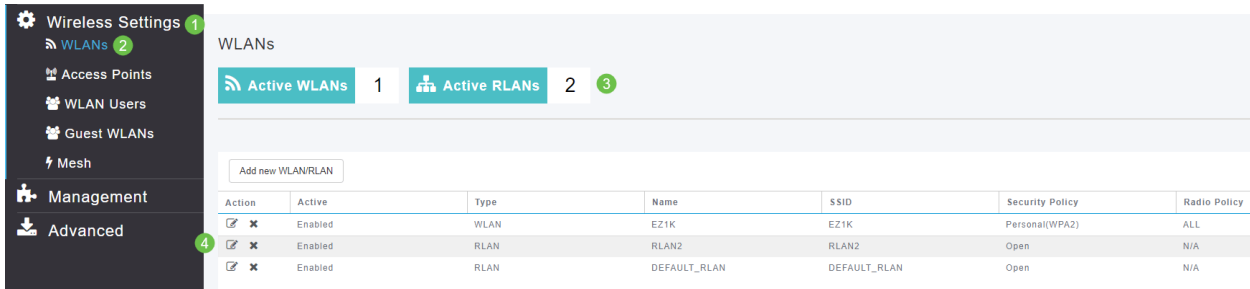 Wireless Settings 1
WLANs 2
Access Points
WLAN Users
Guest WLANs
Mesh
Management
Advanced
WLANs
Active WLANs 1 Active RLANs 2 3
Add new WLAN/RLAN
Action Active Type Name SSID Security Policy Radio Policy
Enabled WLAN EZ1K EZ1K Personal(WPA2) ALL
4 Enabled RLAN RLAN2 RLAN2 Open N/A
Enabled RLAN DEFAULT_RLAN DEFAULT_RLAN Open N/A